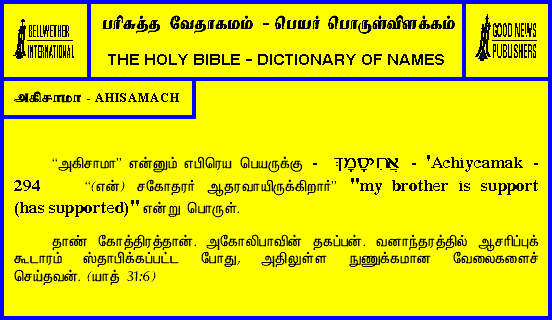 BELLWETHER
INTERNATIONAL
பரிசுத்த வேதாகமம் - பெயர் பொருள்விளக்கம்
THE HOLY BIBLE - DICTIONARY OF NAMES
GOOD NEWS
PUBLISHERS
அகிசாமா - AHISAMACH
“அகிசாமா” என்னும் எபிரெய பெயருக்கு - אֲחִיסָמָךְ - 'Achiycamak -
294 “(என்) சகோதரர் ஆதரவாயிருக்கிறார்” "my brother is support
(has supported)" என்று பொருள்.
தாண் கோத்திரத்தான். அகோலிபாவின் தகப்பன். வனாந்தரத்தில் ஆசரிப்புக்
கூடாரம் ஸ்தாபிக்கப்பட்ட போது, அதிலுள்ள நுணுக்கமான வேலைகளைச்
செய்தவன். (யாத் 31:6)